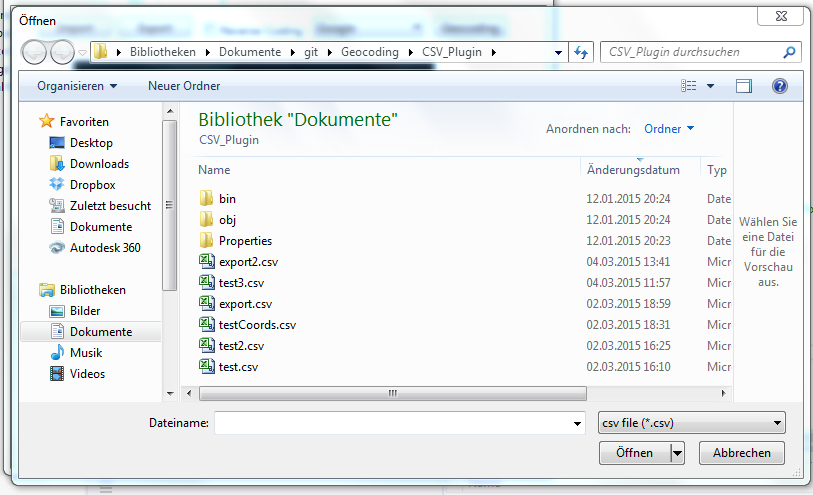 Öffnen
Bibliotheken Dokumente git Geocoding CSV_Plugin
CSV_Plugin durchsuchen
Organisieren Neuer Ordner
Favoriten
Desktop
Downloads
Dropbox
Zuletzt besucht
Dokumente
Autodesk 360
Bibliotheken
Bilder
Dokumente
Musik
Videos
Bibliothek "Dokumente"
CSV_Plugin
Anordnen nach: Ordner
Name Änderungsdatum Typ
bin 12.01.2015 20:24 Date
obj 12.01.2015 20:24 Date
Properties 12.01.2015 20:23 Date
export2.csv 04.03.2015 13:41 Micr
test3.csv 04.03.2015 11:57 Micr
export.csv 02.03.2015 18:59 Micr
testCoords.csv 02.03.2015 18:31 Micr
test2.csv 02.03.2015 16:25 Micr
test.csv 02.03.2015 16:10 Micr
Wählen Sie
eine Datei
für die
Vorschau
aus.
Dateiname:
csv file (*.csv)
Öffnen Abbrechen